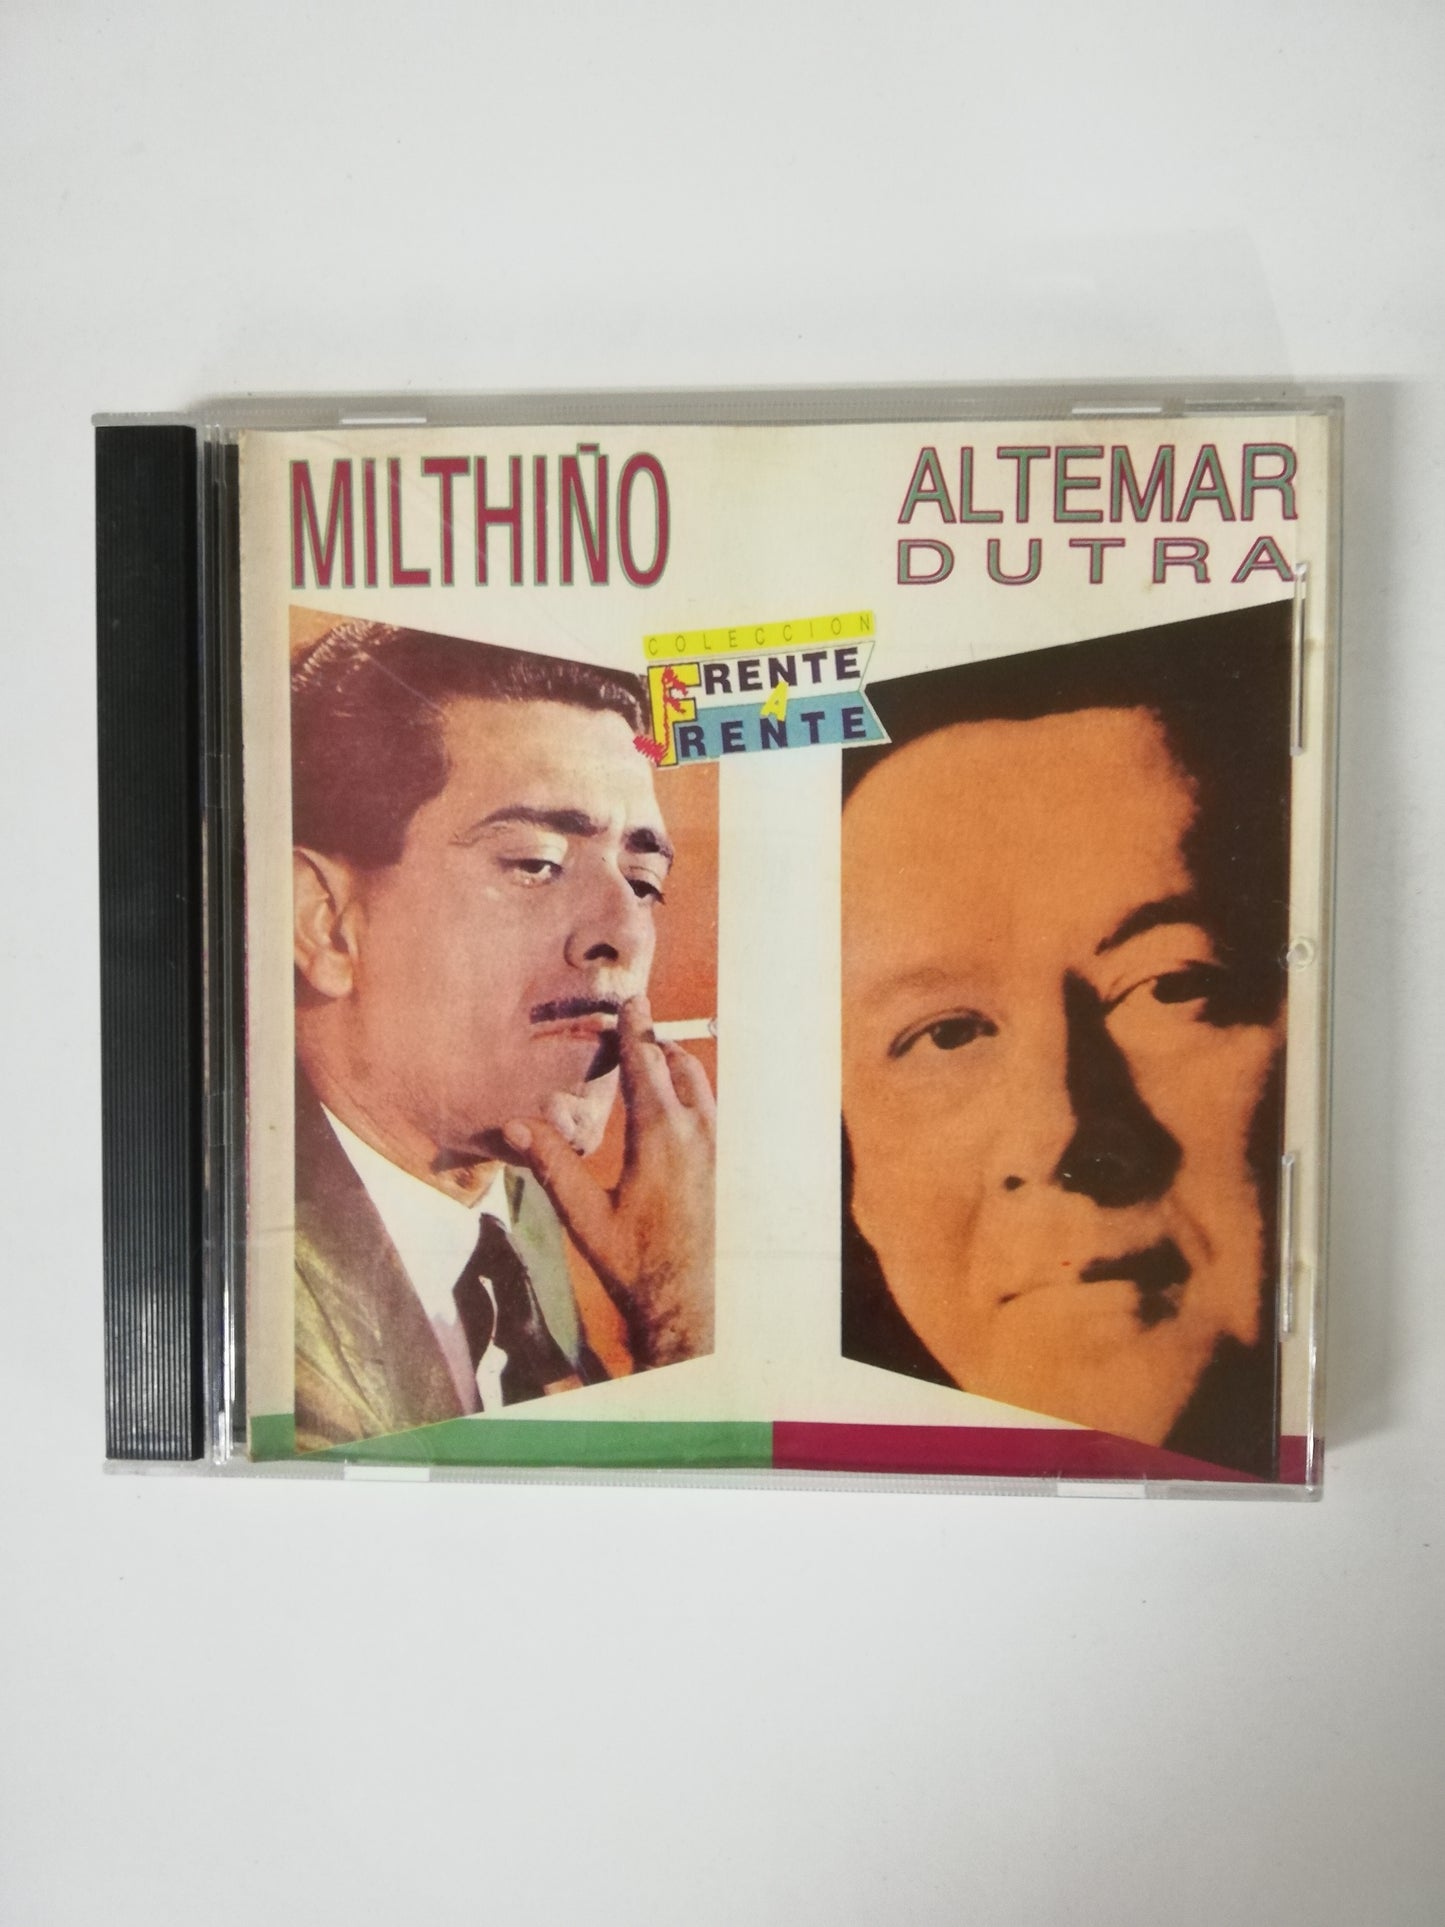 MILTHIÑO
ALTEMAR
DUTRA
COLECCION
FRENTE
A
FRENTE